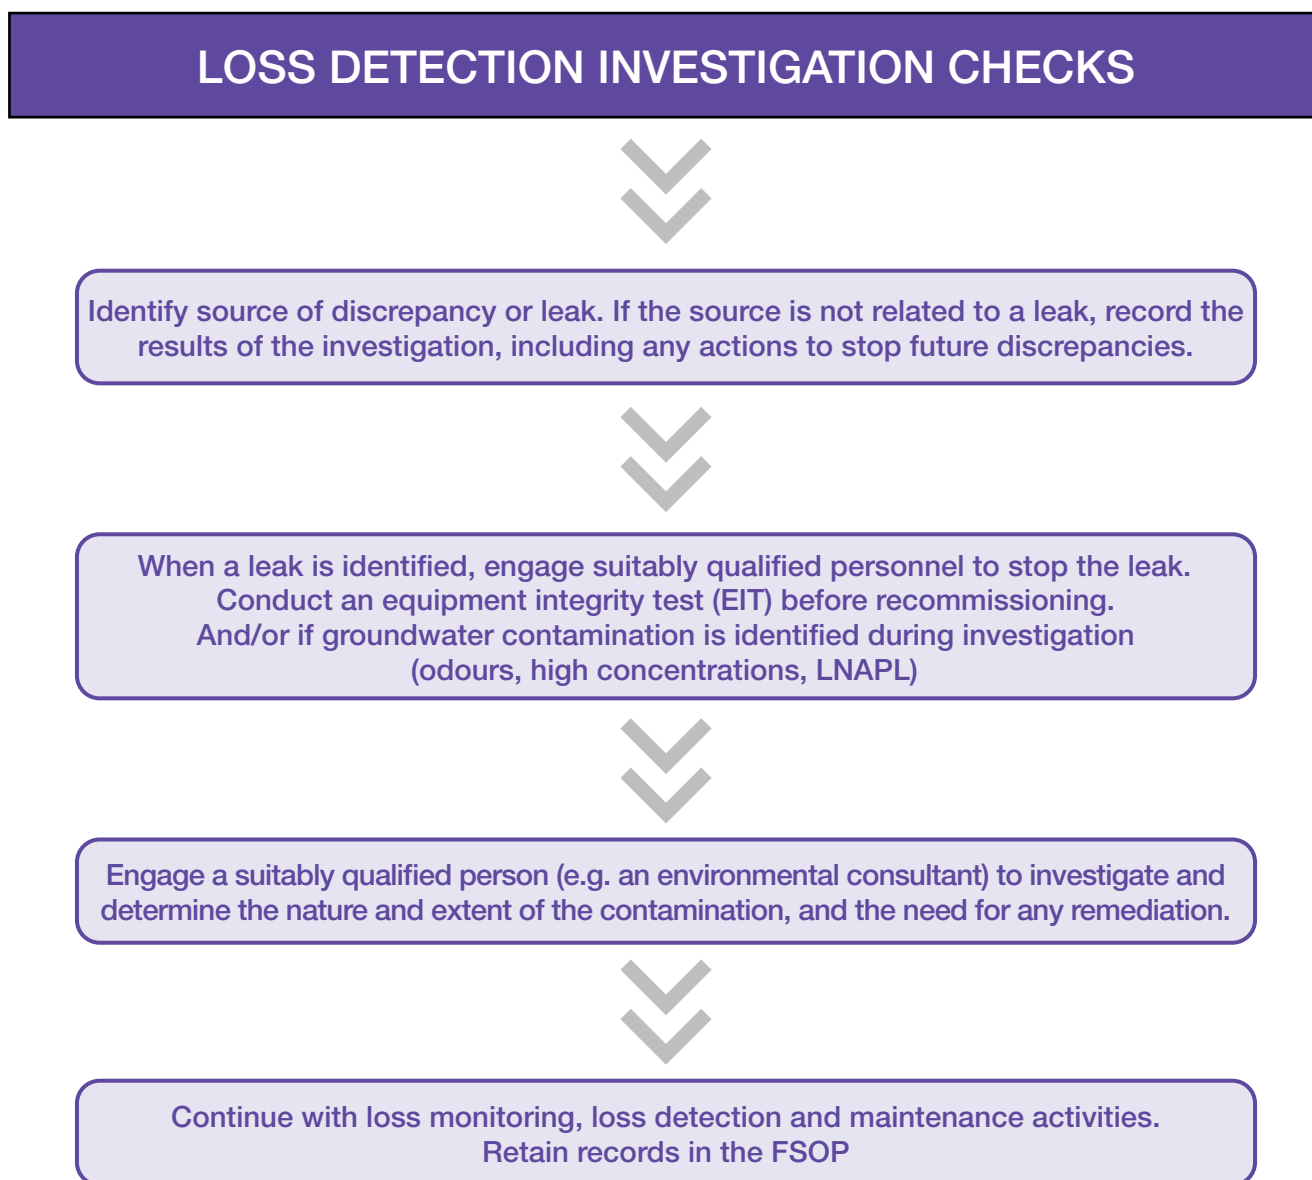 LOSS DETECTION INVESTIGATION CHECKS
Identify source of discrepancy or leak. If the source is not related to a leak, record the
results of the investigation, including any actions to stop future discrepancies.
When a leak is identified, engage suitably qualified personnel to stop the leak.
Conduct an equipment integrity test (EIT) before recommissioning.
And/or if groundwater contamination is identified during investigation
(odours, high concentrations, LNAPL)
Engage a suitably qualified person (e.g. an environmental consultant) to investigate and
determine the nature and extent of the contamination, and the need for any remediation.
Continue with loss monitoring, loss detection and maintenance activities.
Retain records in the FSOP